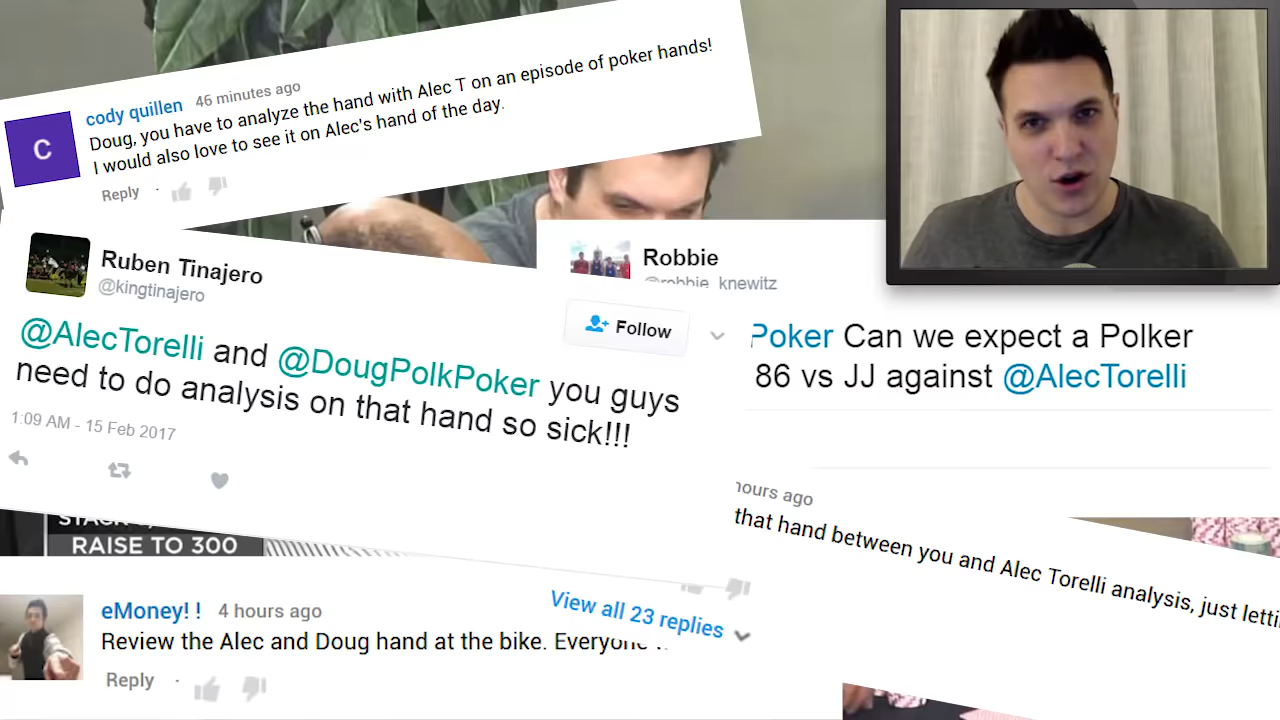 cody quillen 46 minutes ago
Doug, you have to analyze the hand with Alec T on an episode of poker hands!
I would also love to see it on Alec's hand of the day.
Reply
C
Ruben Tinajero
@kingtinajero
Follow
@AlecTorelli and @DougPolkPoker you guys
need to do analysis on that hand so sick!!!
1:09 AM - 15 Feb 2017
Robbie
@robbie_knewitz
Poker Can we expect a Polker
86 vs JJ against @AlecTorelli
hours ago
that hand between you and Alec Torelli analysis, just
RAISE TO 300
View all 23 replies
eMoney! ! 4 hours ago
Review the Alec and Doug hand at the bike. Everyone
Reply